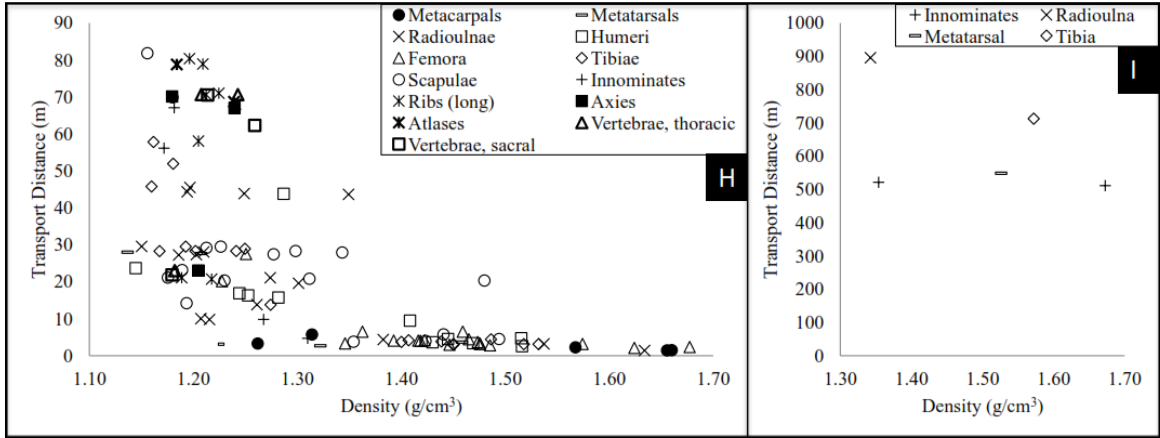 90
80
70
60
50
40
30
20
10
0
Transport Distance (m)
Metacarpals
Metatarsals
Radioulnae
Humeri
Femora
Tibiae
Scapulae
Innominates
Ribs (long)
Axies
Atlases
Vertebrae, thoracic
Vertebrae, sacral
H
1.10 1.20 1.30 1.40 1.50 1.60 1.70
Density (g/cm³)
1000
900
800
700
600
500
400
300
200
100
0
Transport Distance (m)
Innominates
Radioulna
Metatarsal
Tibia
I
1.30 1.40 1.50 1.60 1.70
Density (g/cm³)